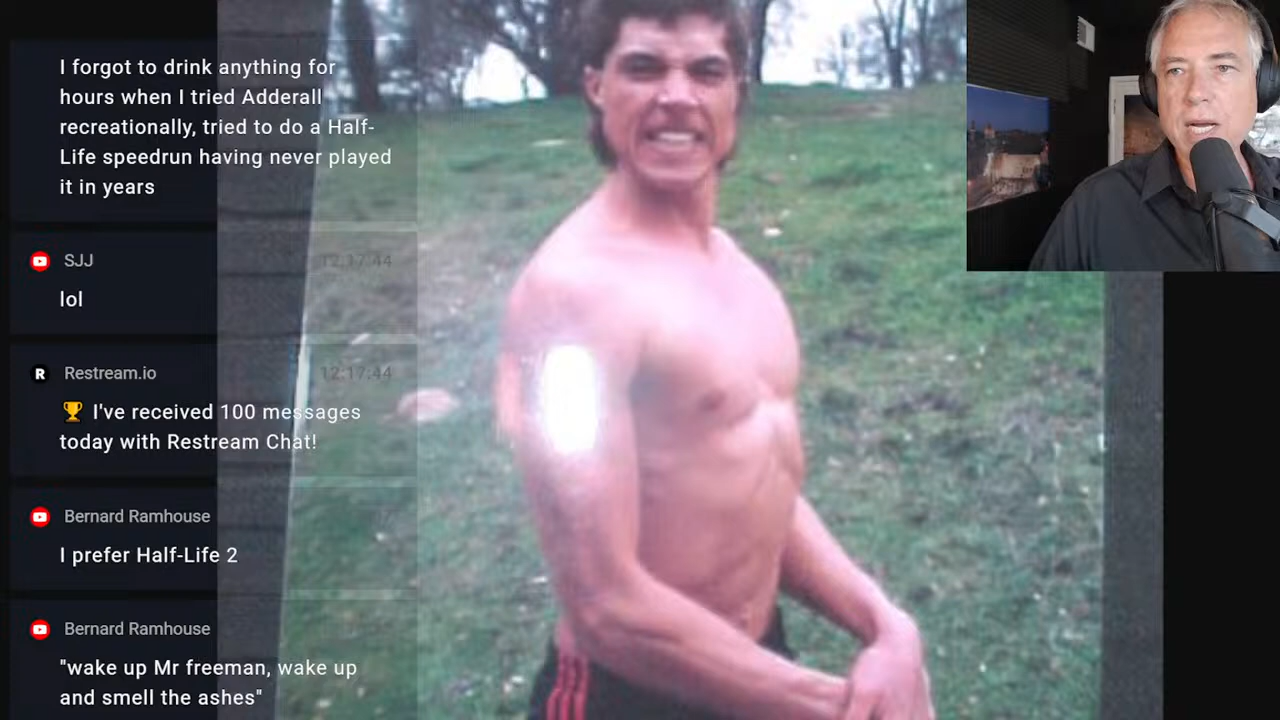 I forgot to drink anything for
hours when I tried Adderall
recreationally, tried to do a Half-
Life speedrun having never played
it in years
SJJ 12:17:44
lol
Restream.io 12:17:44
🏆 I've received 100 messages
today with Restream Chat!
Bernard Ramhouse
I prefer Half-Life 2
Bernard Ramhouse
"wake up Mr freeman, wake up
and smell the ashes"